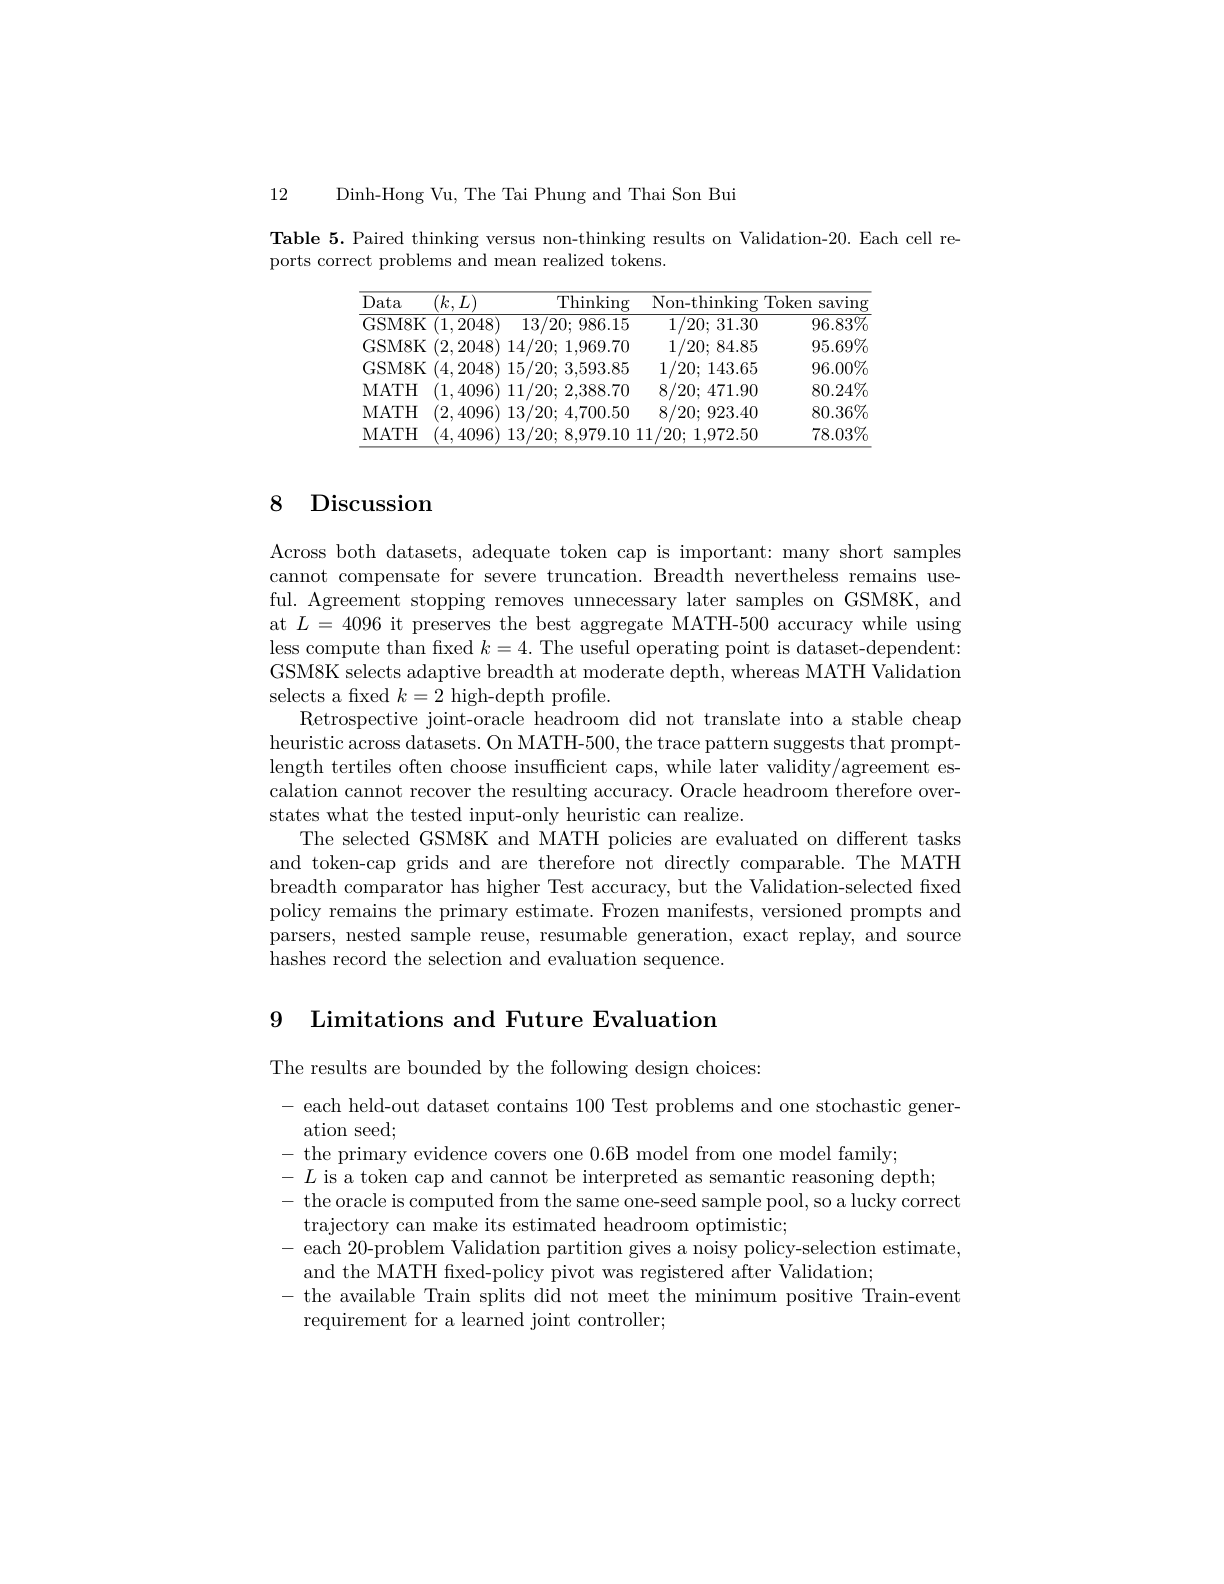 12 Dinh-Hong Vu, The Tai Phung and Thai Son Bui
Table 5. Paired thinking versus non-thinking results on Validation-20. Each cell re-
ports correct problems and mean realized tokens.
Data (k, L) Thinking Non-thinking Token saving
GSM8K (1, 2048) 13/20; 986.15 1/20; 31.30 96.83%
GSM8K (2, 2048) 14/20; 1,969.70 1/20; 84.85 95.69%
GSM8K (4, 2048) 15/20; 3,593.85 1/20; 143.65 96.00%
MATH (1, 4096) 11/20; 2,388.70 8/20; 471.90 80.24%
MATH (2, 4096) 13/20; 4,700.50 8/20; 923.40 80.36%
MATH (4, 4096) 13/20; 8,979.10 11/20; 1,972.50 78.03%
8 Discussion
Across both datasets, adequate token cap is important: many short samples
cannot compensate for severe truncation. Breadth nevertheless remains use-
ful. Agreement stopping removes unnecessary later samples on GSM8K, and
at L = 4096 it preserves the best aggregate MATH-500 accuracy while using
less compute than fixed k = 4. The useful operating point is dataset-dependent:
GSM8K selects adaptive breadth at moderate depth, whereas MATH Validation
selects a fixed k = 2 high-depth profile.
Retrospective joint-oracle headroom did not translate into a stable cheap
heuristic across datasets. On MATH-500, the trace pattern suggests that prompt-
length tertiles often choose insufficient caps, while later validity/agreement es-
calation cannot recover the resulting accuracy. Oracle headroom therefore over-
states what the tested input-only heuristic can realize.
The selected GSM8K and MATH policies are evaluated on different tasks
and token-cap grids and are therefore not directly comparable. The MATH
breadth comparator has higher Test accuracy, but the Validation-selected fixed
policy remains the primary estimate. Frozen manifests, versioned prompts and
parsers, nested sample reuse, resumable generation, exact replay, and source
hashes record the selection and evaluation sequence.
9 Limitations and Future Evaluation
The results are bounded by the following design choices:
– each held-out dataset contains 100 Test problems and one stochastic gener-
ation seed;
– the primary evidence covers one 0.6B model from one model family;
– L is a token cap and cannot be interpreted as semantic reasoning depth;
– the oracle is computed from the same one-seed sample pool, so a lucky correct
trajectory can make its estimated headroom optimistic;
– each 20-problem Validation partition gives a noisy policy-selection estimate,
and the MATH fixed-policy pivot was registered after Validation;
– the available Train splits did not meet the minimum positive Train-event
requirement for a learned joint controller;